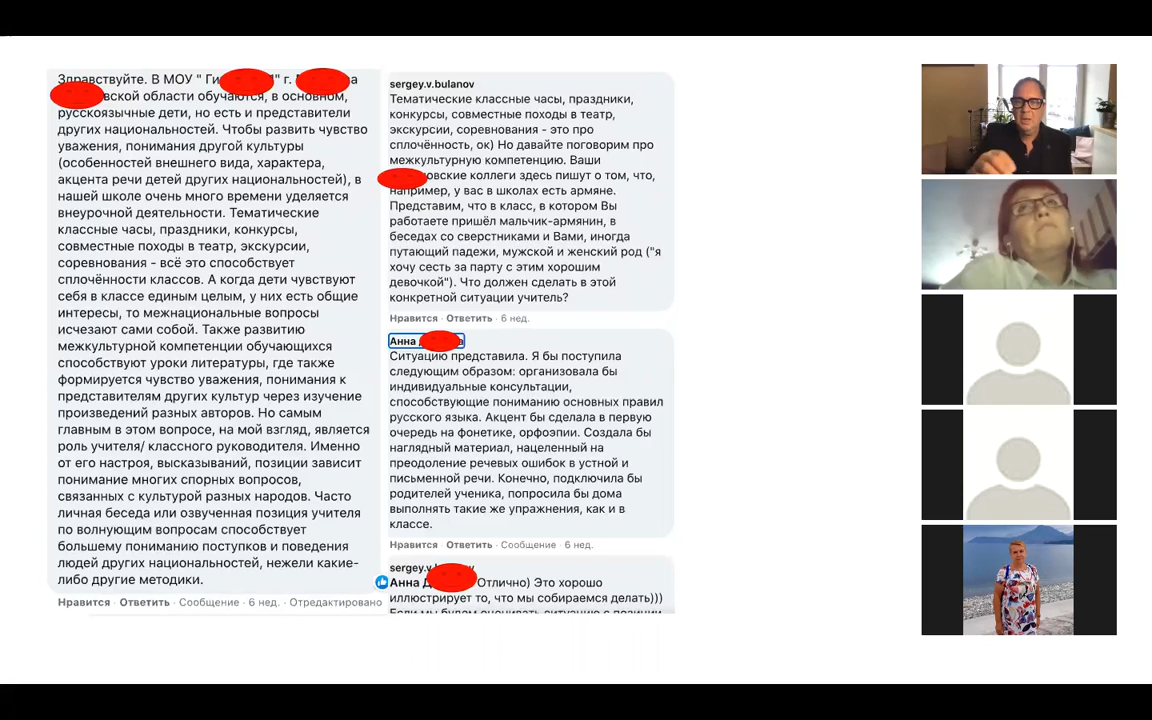 Здравствуйте. В МОУ " Ги г. а
вской области обучаются, в основном,
русскоязычные дети, но есть и представители
других национальностей. Чтобы развить чувство
уважения, понимания другой культуры
(особенностей внешнего вида, характера,
акцента речи детей других национальностей), в
нашей школе очень много времени уделяется
внеурочной деятельности. Тематические
классные часы, праздники, конкурсы,
совместные походы в театр, экскурсии,
соревнования - всё это способствует
сплочённости классов. А когда дети чувствуют
себя в классе единым целым, у них есть общие
интересы, то межнациональные вопросы
исчезают сами собой. Также развитию
межкультурной компетенции обучающихся
способствуют уроки литературы, где также
формируется чувство уважения, понимания к
представителям других культур через изучение
произведений разных авторов. Но самым
главным в этом вопросе, на мой взгляд, является
роль учителя/ классного руководителя. Именно
от его настроя, высказываний, позиции зависит
понимание многих спорных вопросов,
связанных с культурой разных народов. Часто
личная беседа или озвученная позиция учителя
по волнующим вопросам способствует
большему пониманию поступков и поведения
людей других национальностей, нежели какие-
либо другие методики.
Нравится · Ответить · Сообщение · 6 нед. · Отредактировано
sergey.v.bulanov
Тематические классные часы, праздники,
конкурсы, совместные походы в театр,
экскурсии, соревнования - это про
сплочённость, ок) Но давайте поговорим про
межкультурную компетенцию. Ваши
овские коллеги здесь пишут о том, что,
например, у вас в школах есть армяне.
Представим, что в класс, в котором Вы
работаете пришёл мальчик-армянин, в
беседах со сверстниками и Вами, иногда
путающий падежи, мужской и женский род ("я
хочу сесть за парту с этим хорошим
девочкой"). Что должен сделать в этой
конкретной ситуации учитель?
Нравится · Ответить · 6 нед.
Анна
Ситуацию представила. Я бы поступила
следующим образом: организовала бы
индивидуальные консультации,
способствующие пониманию основных правил
русского языка. Акцент бы сделала в первую
очередь на фонетике, орфоэпии. Создала бы
наглядный материал, нацеленный на
преодоление речевых ошибок в устной и
письменной речи. Конечно, подключила бы
родителей ученика, попросила бы дома
выполнять такие же упражнения, как и в
классе.
Нравится · Ответить · Сообщение · 6 нед.
sergey.v
Анна Отлично) Это хорошо
иллюстрирует то, что мы собираемся делать)))
Если мы будем оценивать ситуацию с позиции